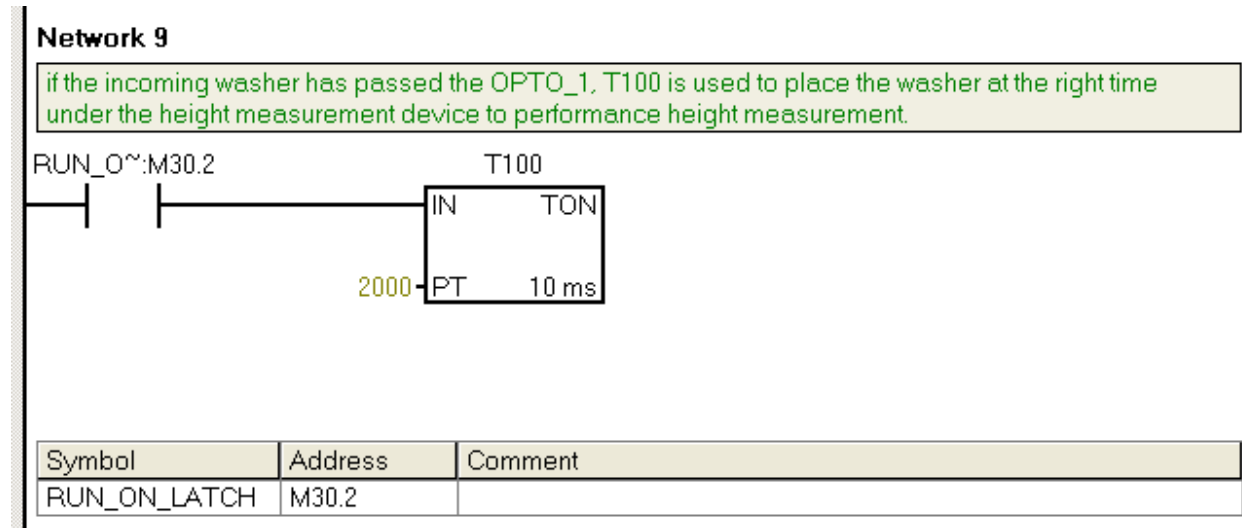 Network 9
if the incoming washer has passed the OPTO_1, T100 is used to place the washer at the right time
under the height measurement device to performance height measurement.
RUN_O~:M30.2 T100
IN TON
2000 PT 10 ms
Symbol Address Comment
RUN_ON_LATCH M30.2